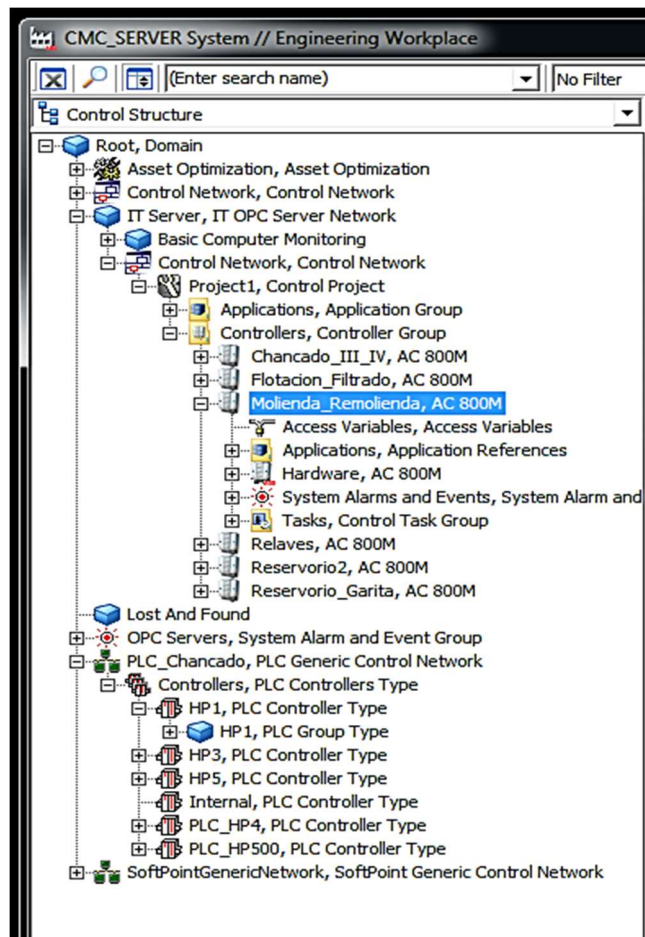 CMC_SERVER System // Engineering Workplace
(Enter search name) No Filter
Control Structure
Root, Domain
Asset Optimization, Asset Optimization
Control Network, Control Network
IT Server, IT OPC Server Network
Basic Computer Monitoring
Control Network, Control Network
Project1, Control Project
Applications, Application Group
Controllers, Controller Group
Chancado_III_IV, AC 800M
Flotacion_Filtrado, AC 800M
Molienda_Remolienda, AC 800M
Access Variables, Access Variables
Applications, Application References
Hardware, AC 800M
System Alarms and Events, System Alarm and
Tasks, Control Task Group
Relaves, AC 800M
Reservorio2, AC 800M
Reservorio_Garita, AC 800M
Lost And Found
OPC Servers, System Alarm and Event Group
PLC_Chancado, PLC Generic Control Network
Controllers, PLC Controllers Type
HP1, PLC Controller Type
HP1, PLC Group Type
HP3, PLC Controller Type
HP5, PLC Controller Type
Internal, PLC Controller Type
PLC_HP4, PLC Controller Type
PLC_HP500, PLC Controller Type
SoftPointGenericNetwork, SoftPoint Generic Control Network